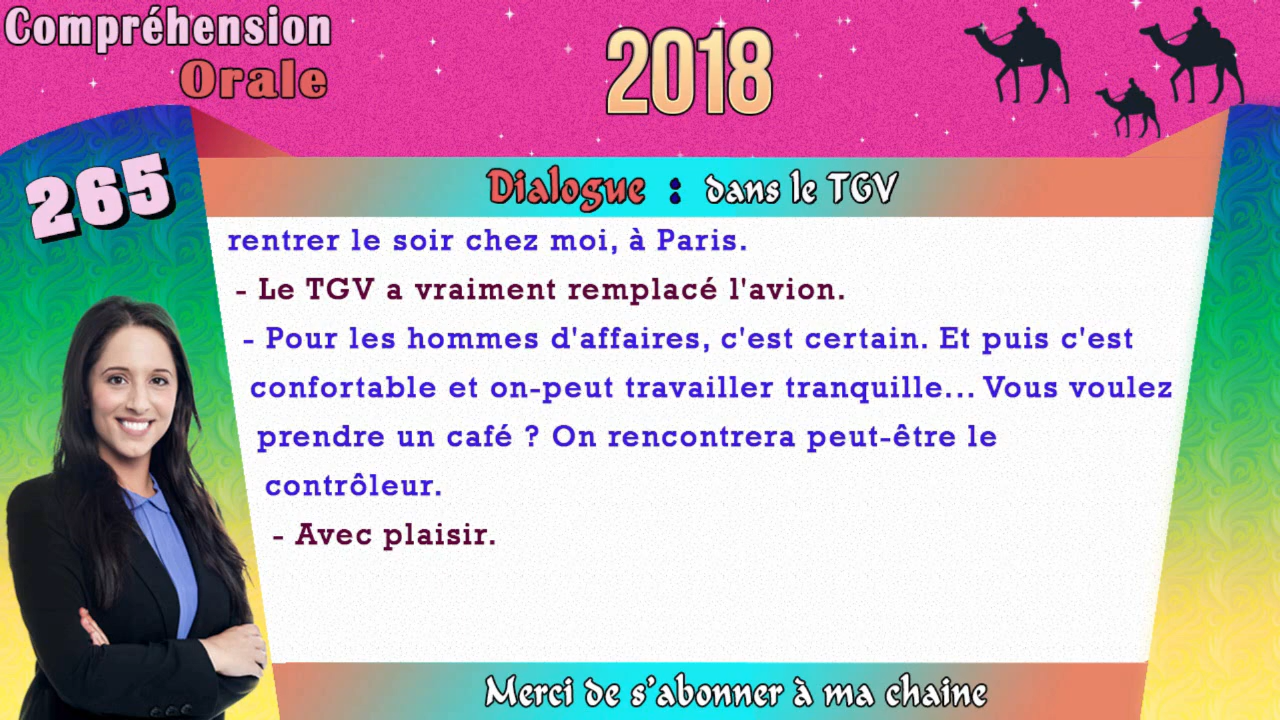 Compréhension
Orale
2018
265
Dialogue : dans le TGV
rentrer le soir chez moi, à Paris.
- Le TGV a vraiment remplacé l'avion.
- Pour les hommes d'affaires, c'est certain. Et puis c'est
confortable et on-peut travailler tranquille... Vous voulez
prendre un café ? On rencontrera peut-être le
contrôleur.
- Avec plaisir.
Merci de s'abonner à ma chaine